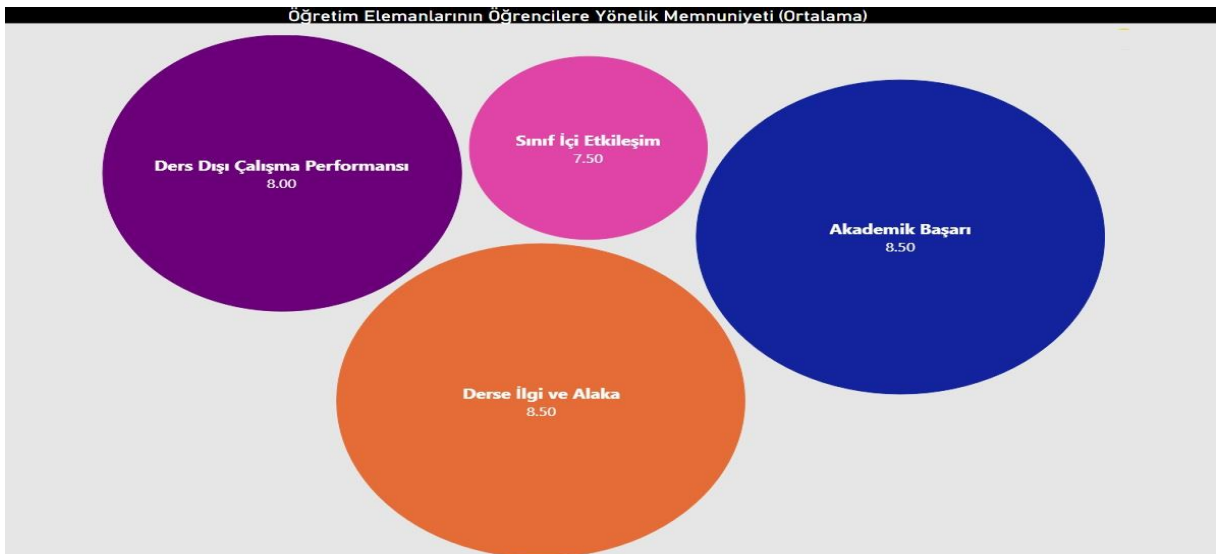 Öğretim Elemanlarının Öğrencilere Yönelik Memnuniyeti (Ortalama)
Ders Dışı Çalışma Performansı
8.00
Sınıf İçi Etkileşim
7.50
Akademik Başarı
8.50
Derse İlgi ve Alaka
8.50